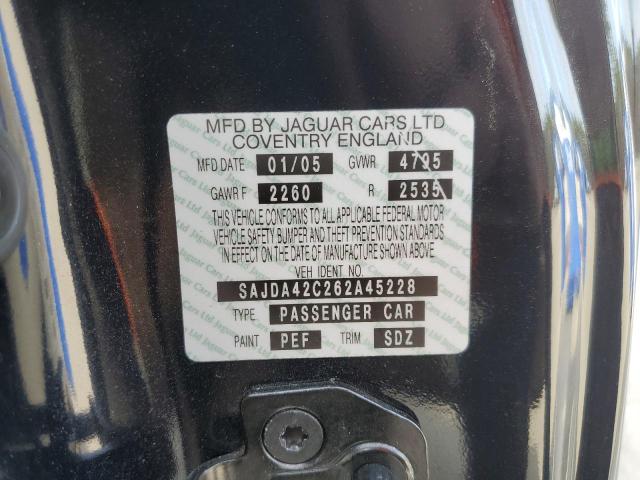 MFD BY JAGUAR CARS LTD
COVENTRY ENGLAND
MFD DATE 01/05 GVWR 4795
GAWR F 2260 R 2535
THIS VEHICLE CONFORMS TO ALL APPLICABLE FEDERAL MOTOR
VEHICLE SAFETY BUMPER AND THEFT PREVENTION STANDARDS
IN EFFECT ON THE DATE OF MANUFACTURE SHOWN ABOVE
VEH IDENT NO.
SAJDA42C262A45228
TYPE PASSENGER CAR
PAINT PEF TRIM SDZ